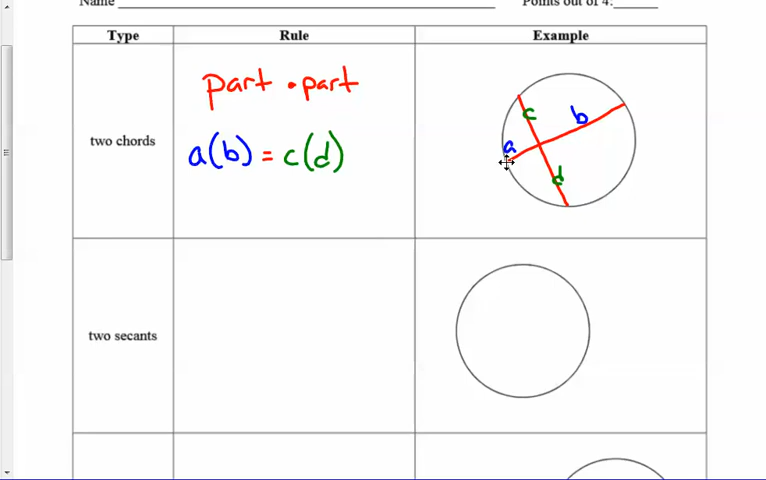 Name
Points out of 4:
Type Rule Example
part · part
two chords
a(b) = c(d)
c
b
a
d
two secants